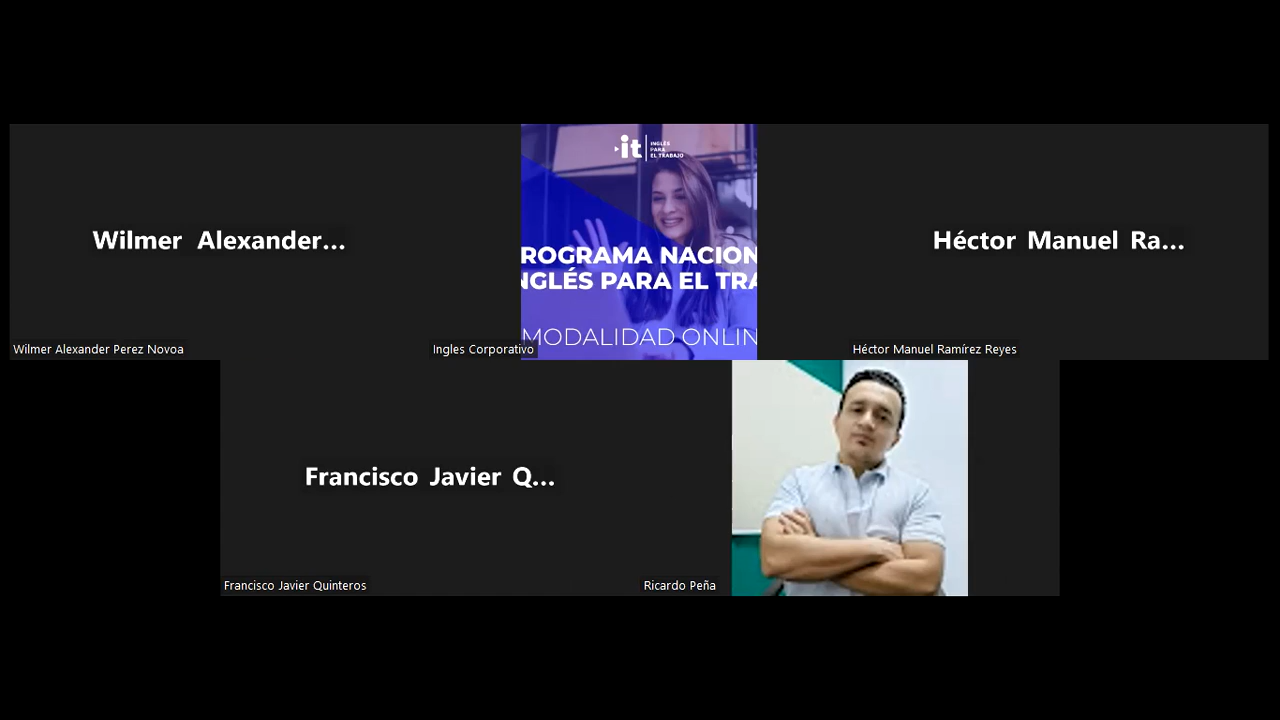 it
INGLÉS
PARA
EL TRABAJO
Wilmer Alexander...
ROGRAMA NACION
NGLÉS PARA EL TRA
MODALIDAD ONLIN
Héctor Manuel Ra...
Wilmer Alexander Perez Novoa
Ingles Corporativo
Héctor Manuel Ramírez Reyes
Francisco Javier Q...
Francisco Javier Quinteros
Ricardo Peña